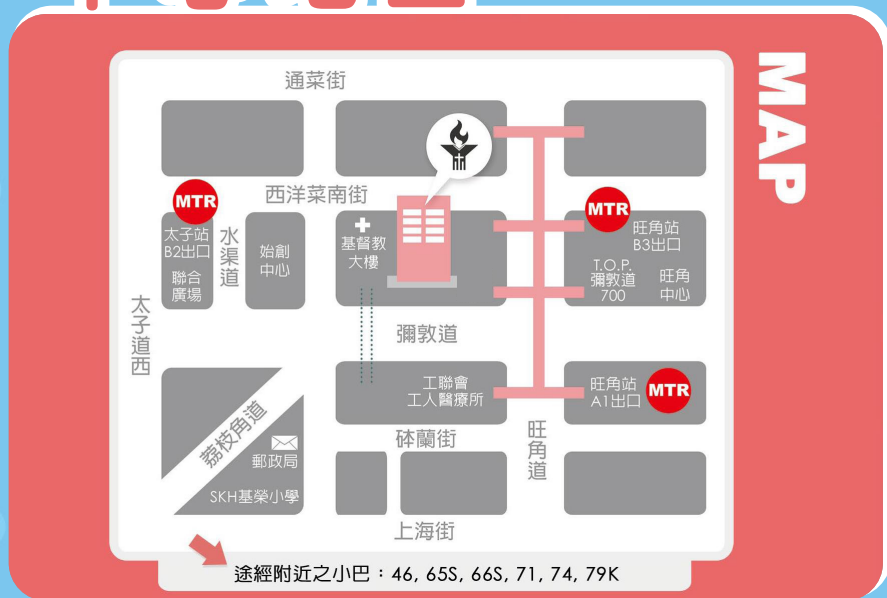 MAP
通菜街
西洋菜南街
MTR
太子站
B2出口
聯合
廣場
水渠道
始創
中心
基督教
大樓
MTR
旺角站
B3出口
T.O.P.
彌敦道
700
旺角
中心
太子道西
彌敦道
工聯會
工人醫療所
旺角站
A1出口
MTR
荔枝角道
郵政局
SKH基榮小學
砵蘭街
旺角道
上海街
途經附近之小巴：46, 65S, 66S, 71, 74, 79K